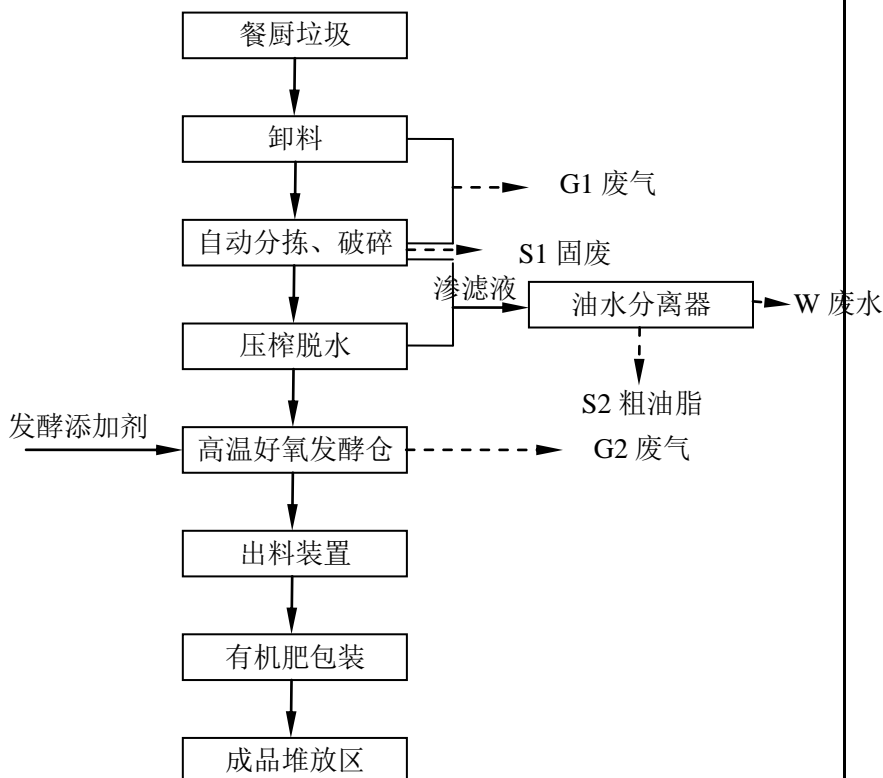 餐厨垃圾
卸料
G1 废气
自动分拣、破碎
S1 固废
渗滤液
油水分离器
W 废水
压榨脱水
S2 粗油脂
发酵添加剂
高温好氧发酵仓
G2 废气
出料装置
有机肥包装
成品堆放区